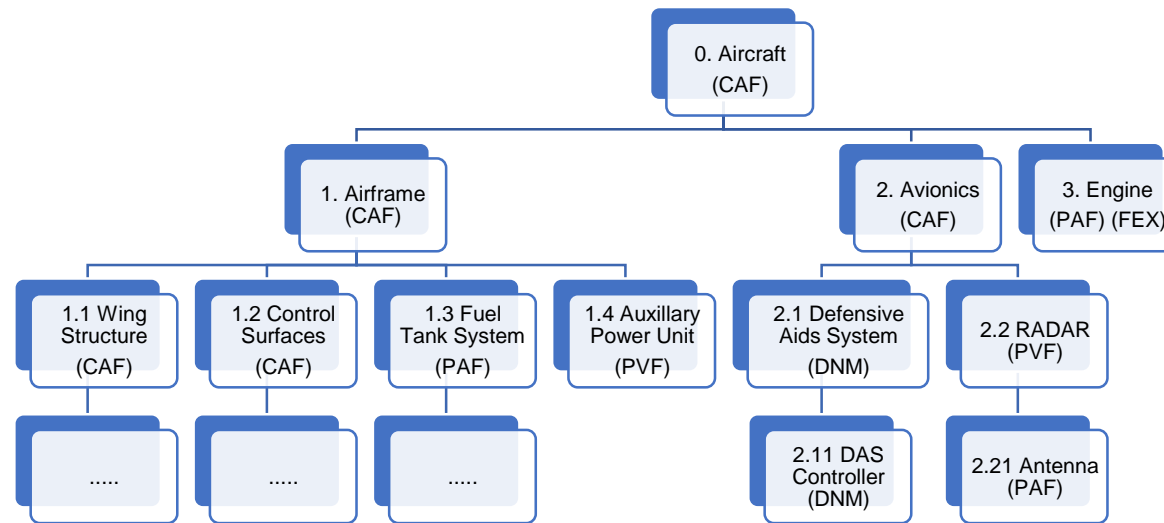 0. Aircraft
(CAF)
1. Airframe
(CAF)
2. Avionics
(CAF)
3. Engine
(PAF) (FEX)
1.1 Wing
Structure
(CAF)
1.2 Control
Surfaces
(CAF)
1.3 Fuel
Tank System
(PAF)
1.4 Auxillary
Power Unit
(PVF)
2.1 Defensive
Aids System
(DNM)
2.2 RADAR
(PVF)
.....
.....
.....
2.11 DAS
Controller
(DNM)
2.21 Antenna
(PAF)